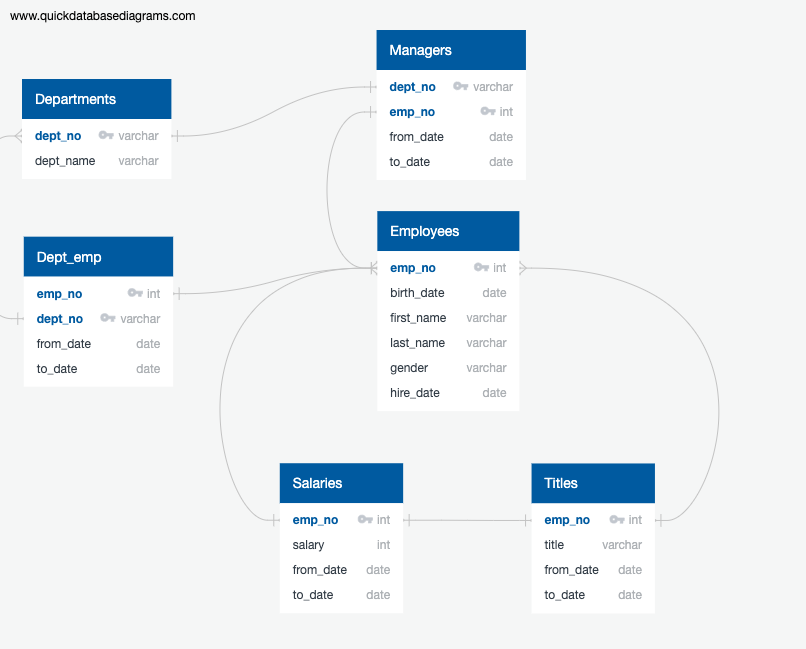 www.quickdatabasediagrams.com
Managers
dept_no varchar
emp_no int
from_date date
to_date date
Departments
dept_no varchar
dept_name varchar
Dept_emp
emp_no int
dept_no varchar
from_date date
to_date date
Employees
emp_no int
birth_date date
first_name varchar
last_name varchar
gender varchar
hire_date date
Salaries
emp_no int
salary int
from_date date
to_date date
Titles
emp_no int
title varchar
from_date date
to_date date